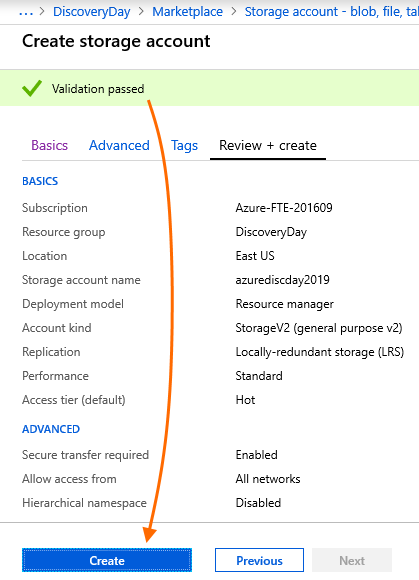 ... > DiscoveryDay > Marketplace > Storage account - blob, file, tal
Create storage account
Validation passed
Basics Advanced Tags Review + create
BASICS
Subscription Azure-FTE-201609
Resource group DiscoveryDay
Location East US
Storage account name azurediscday2019
Deployment model Resource manager
Account kind StorageV2 (general purpose v2)
Replication Locally-redundant storage (LRS)
Performance Standard
Access tier (default) Hot
ADVANCED
Secure transfer required Enabled
Allow access from All networks
Hierarchical namespace Disabled
Create Previous Next